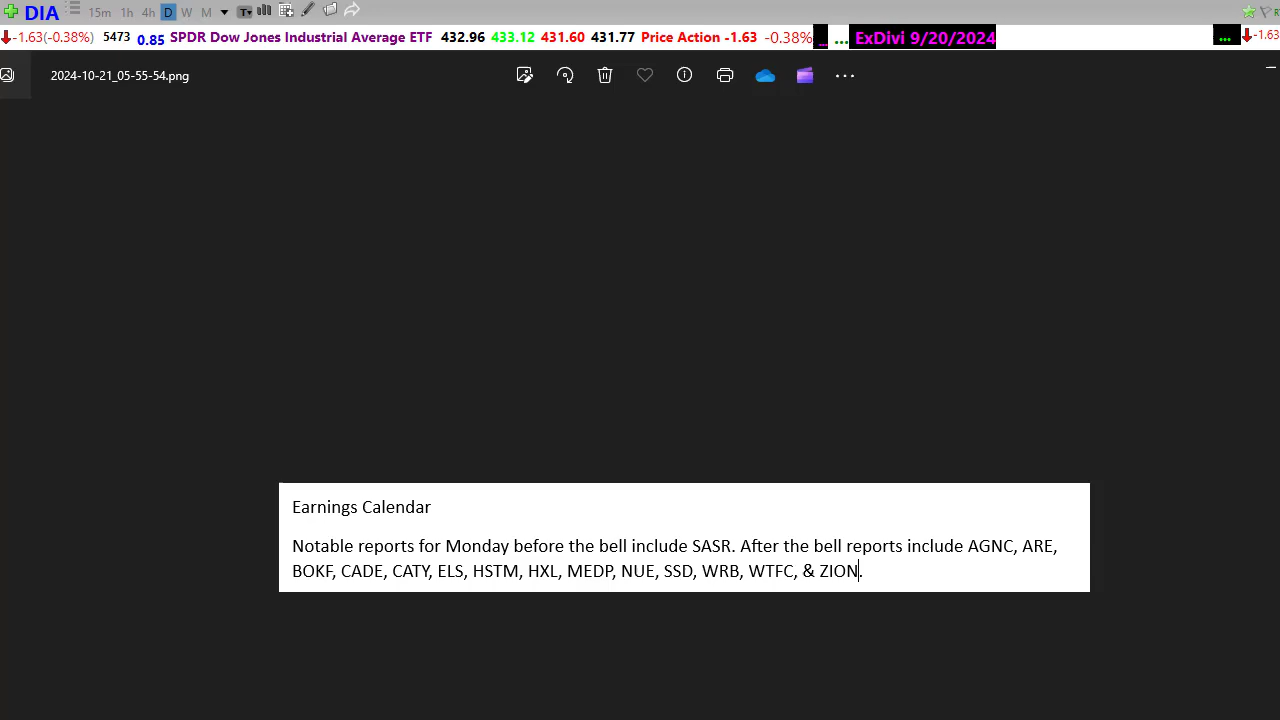 DIA 15m 1h 4h D W M T
-1.63(-0.38%) 5473 0.85 SPDR Dow Jones Industrial Average ETF 432.96 433.12 431.60 431.77 Price Action -1.63 -0.38% ... ... ExDivi 9/20/2024 ... -1.63
2024-10-21_05-55-54.png
Earnings Calendar
Notable reports for Monday before the bell include SASR. After the bell reports include AGNC, ARE,
BOKF, CADE, CATY, ELS, HSTM, HXL, MEDP, NUE, SSD, WRB, WTFC, & ZION.